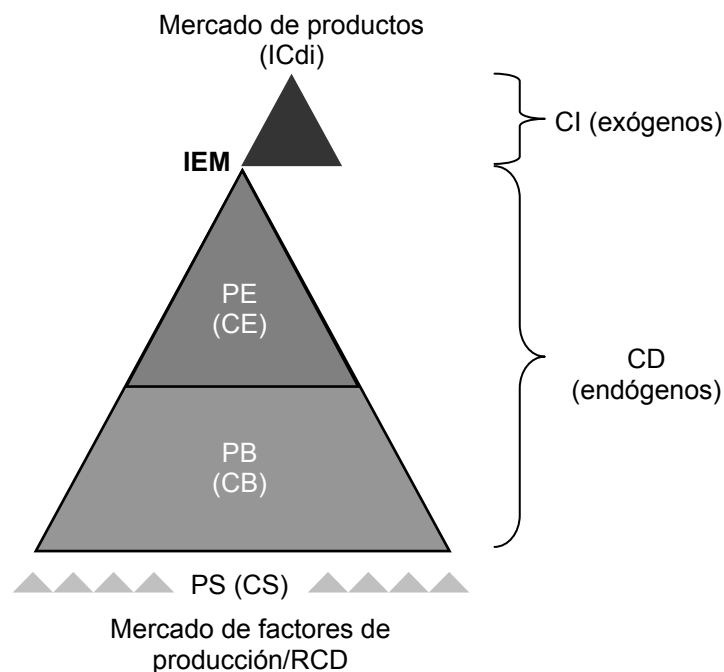 Mercado de productos
(ICdi)
CI (exógenos)
IEM
PE
(CE)
CD
(endógenos)
PB
(CB)
PS (CS)
Mercado de factores de
producción/RCD